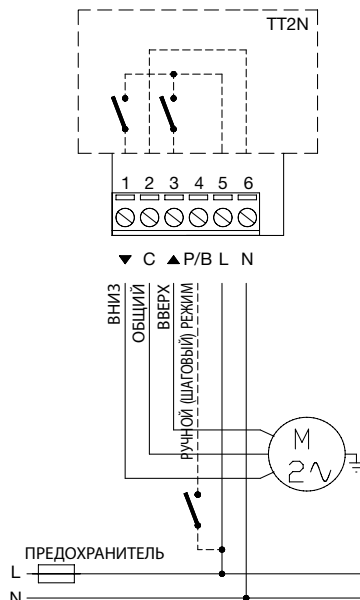 TT2N
1 2 3 4 5 6
▼ C ▲ P/B L N
ВНИЗ
ОБЩИЙ
ВВЕРХ
РУЧНОЙ (ШАГОВЫЙ) РЕЖИМ
M
2∿
ПРЕДОХРАНИТЕЛЬ
L
N